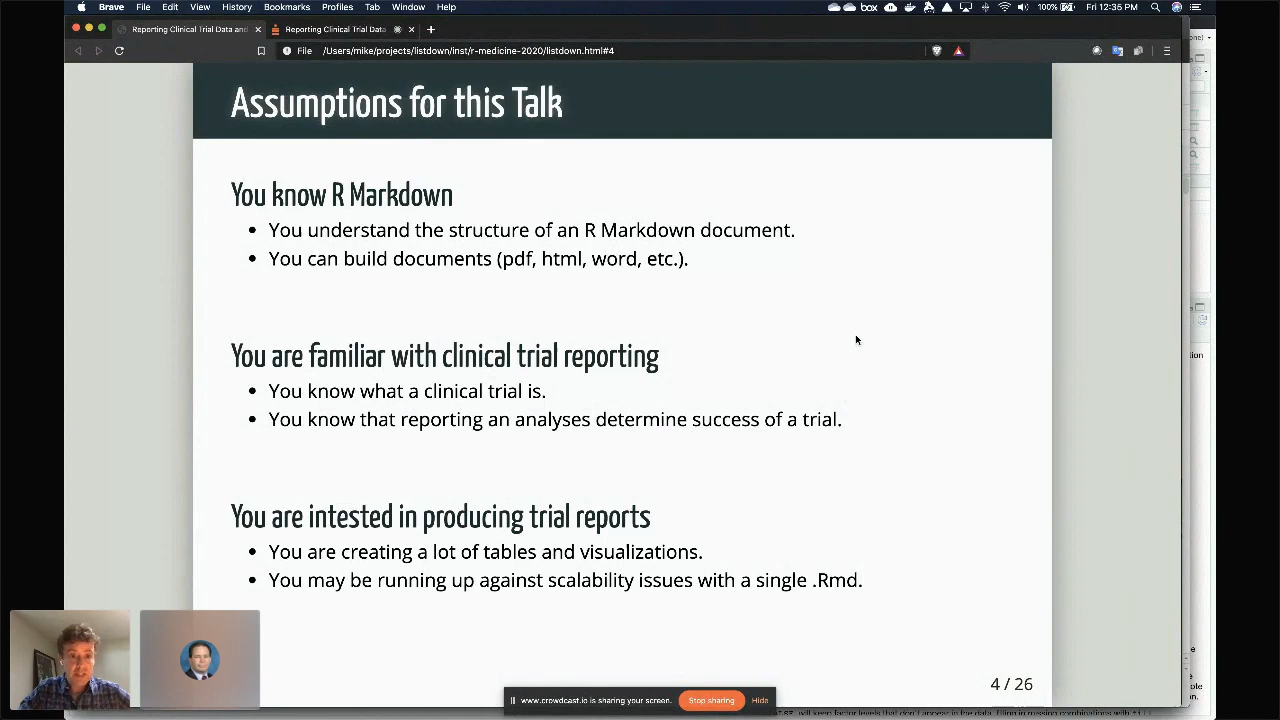 Brave File Edit View History Bookmarks Profiles Tab Window Help
box 100% Fri 12:35 PM
Reporting Clinical Trial Data and
Reporting Clinical Trial Data
File /Users/mike/projects/listdown/inst/r-medicine-2020/listdown.html#4
Assumptions for this Talk
You know R Markdown
• You understand the structure of an R Markdown document.
• You can build documents (pdf, html, word, etc.).
You are familiar with clinical trial reporting
• You know what a clinical trial is.
• You know that reporting an analyses determine success of a trial.
You are intested in producing trial reports
• You are creating a lot of tables and visualizations.
• You may be running up against scalability issues with a single .Rmd.
4 / 26
www.crowdcast.io is sharing your screen. Stop sharing Hide